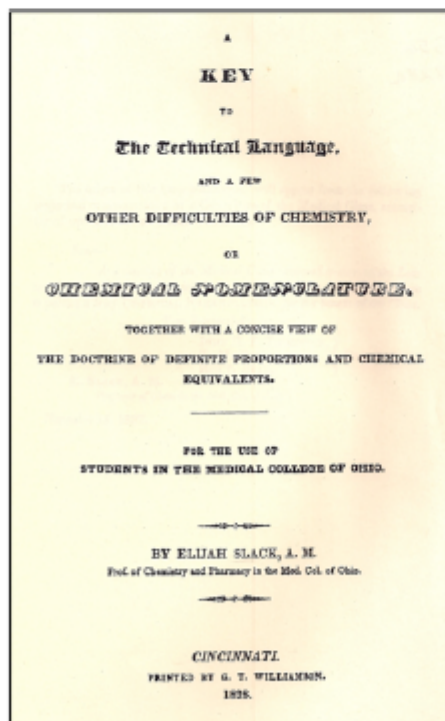 A
KEY
TO
The Technical Language,
AND A FEW
OTHER DIFFICULTIES OF CHEMISTRY,
OR
CHEMICAL NOMENCLATURE.
TOGETHER WITH A CONCISE VIEW OF
THE DOCTRINE OF DEFINITE PROPORTIONS AND CHEMICAL
EQUIVALENTS.
FOR THE USE OF
STUDENTS IN THE MEDICAL COLLEGE OF OHIO.
BY ELIJAH SLACK, A. M.
Prof. of Chemistry and Pharmacy in the Med. Col. of Ohio.
CINCINNATI.
PRINTED BY G. T. WILLIAMSON.